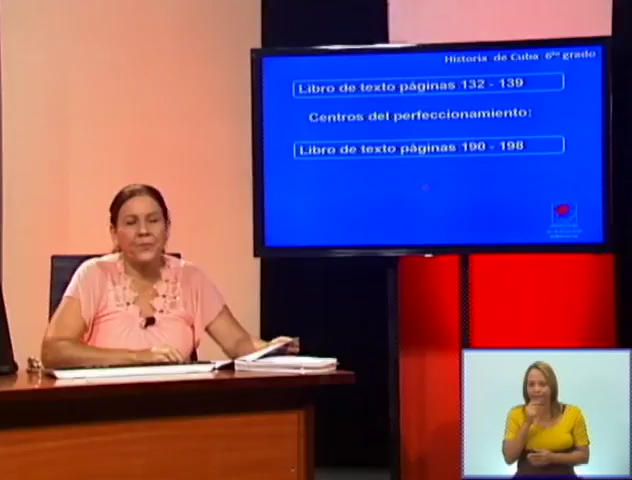 Historia de Cuba 6to grado
Libro de texto páginas 132 - 139
Centros del perfeccionamiento:
Libro de texto páginas 190 - 198